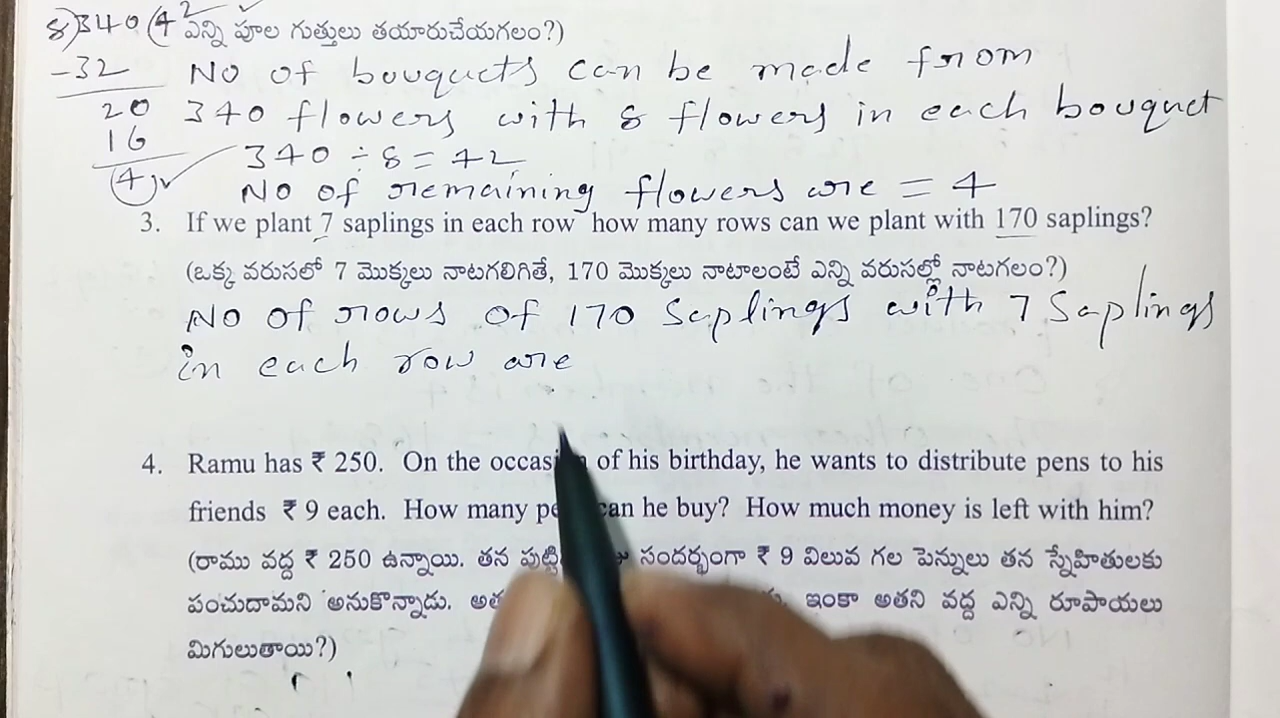 8)340(42 ఎన్ని పూల గుత్తులు తయారుచేయగలం?)
-32 No of bouquets can be made from
20 340 flowers with 8 flowers in each bouquet
16 340 ÷ 8 = 42
4 No of remaining flowers are = 4
3. If we plant 7 saplings in each row how many rows can we plant with 170 saplings?
(ఒక్క వరుసలో 7 మొక్కలు నాటగలిగితే, 170 మొక్కలు నాటాలంటే ఎన్ని వరుసల్లో నాటగలం?)
No of rows of 170 saplings with 7 saplings
in each row are
4. Ramu has ₹ 250. On the occasi of his birthday, he wants to distribute pens to his
friends ₹ 9 each. How many pe can he buy? How much money is left with him?
(రాము వద్ద ₹ 250 ఉన్నాయి. తన సందర్భంగా ₹ 9 విలువ గల పెన్నులు తన స్నేహితులకు
పంచుదామని అనుకొన్నాడు. ఇంకా అతని వద్ద ఎన్ని రూపాయలు
మిగులుతాయి?)